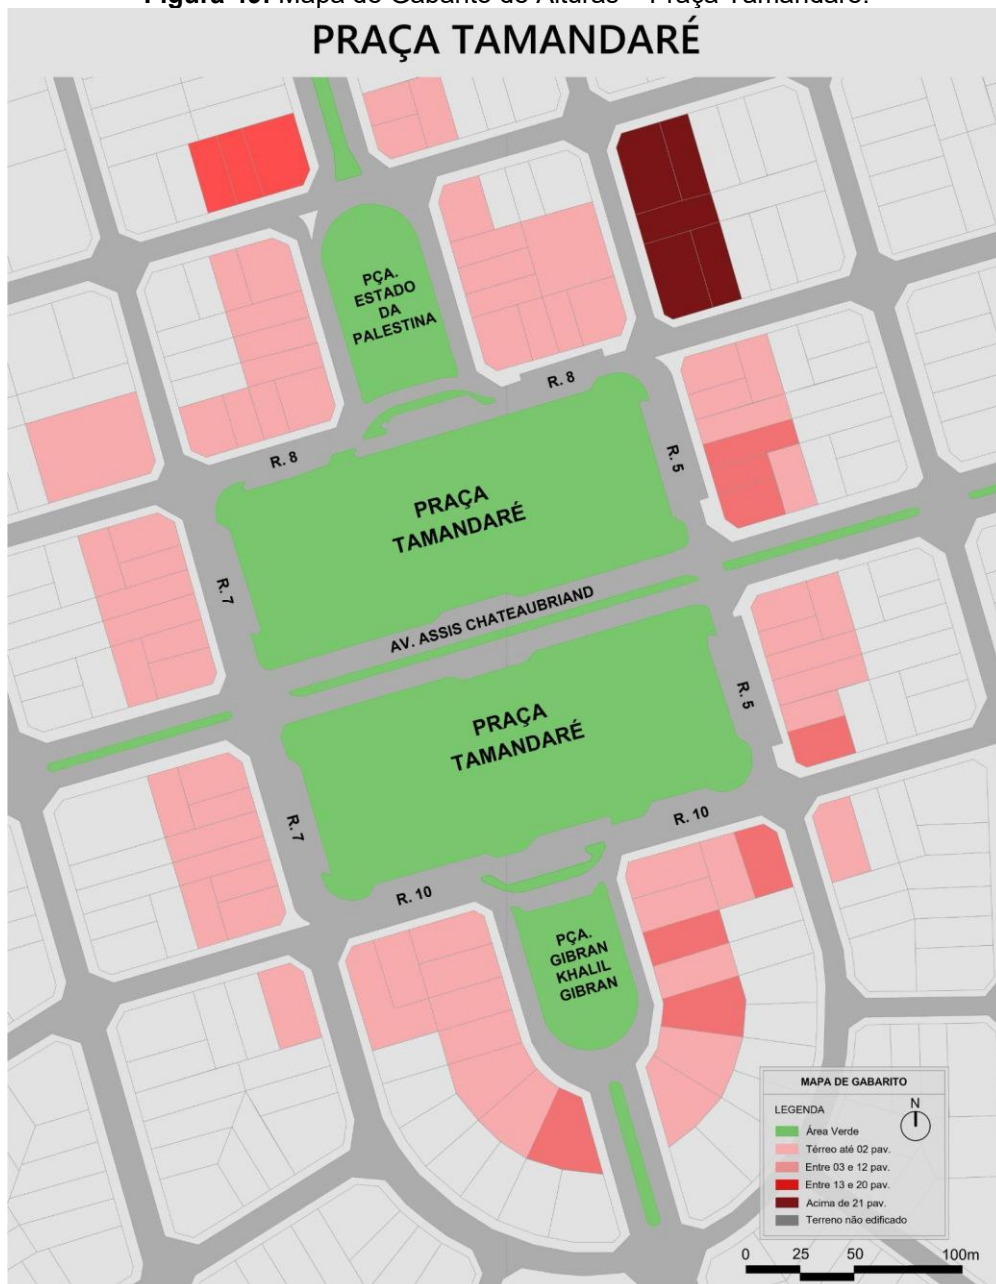 Figura 40: Mapa de Gabarito de Alturas – Praça Tamandaré.
PRAÇA TAMANDARÉ
PÇA.
ESTADO
DA
PALESTINA
R. 8
R. 8
PRAÇA
TAMANDARÉ
R. 5
R. 7
AV. ASSIS CHATEAUBRIAND
PRAÇA
TAMANDARÉ
R. 5
R. 7
R. 10
R. 10
PÇA.
GIBRAN
KHALIL
GIBRAN
MAPA DE GABARITO
LEGENDA
N
Área Verde
Térreo até 02 pav.
Entre 03 e 12 pav.
Entre 13 e 20 pav.
Acima de 21 pav.
Terreno não edificado
0 25 50 100m